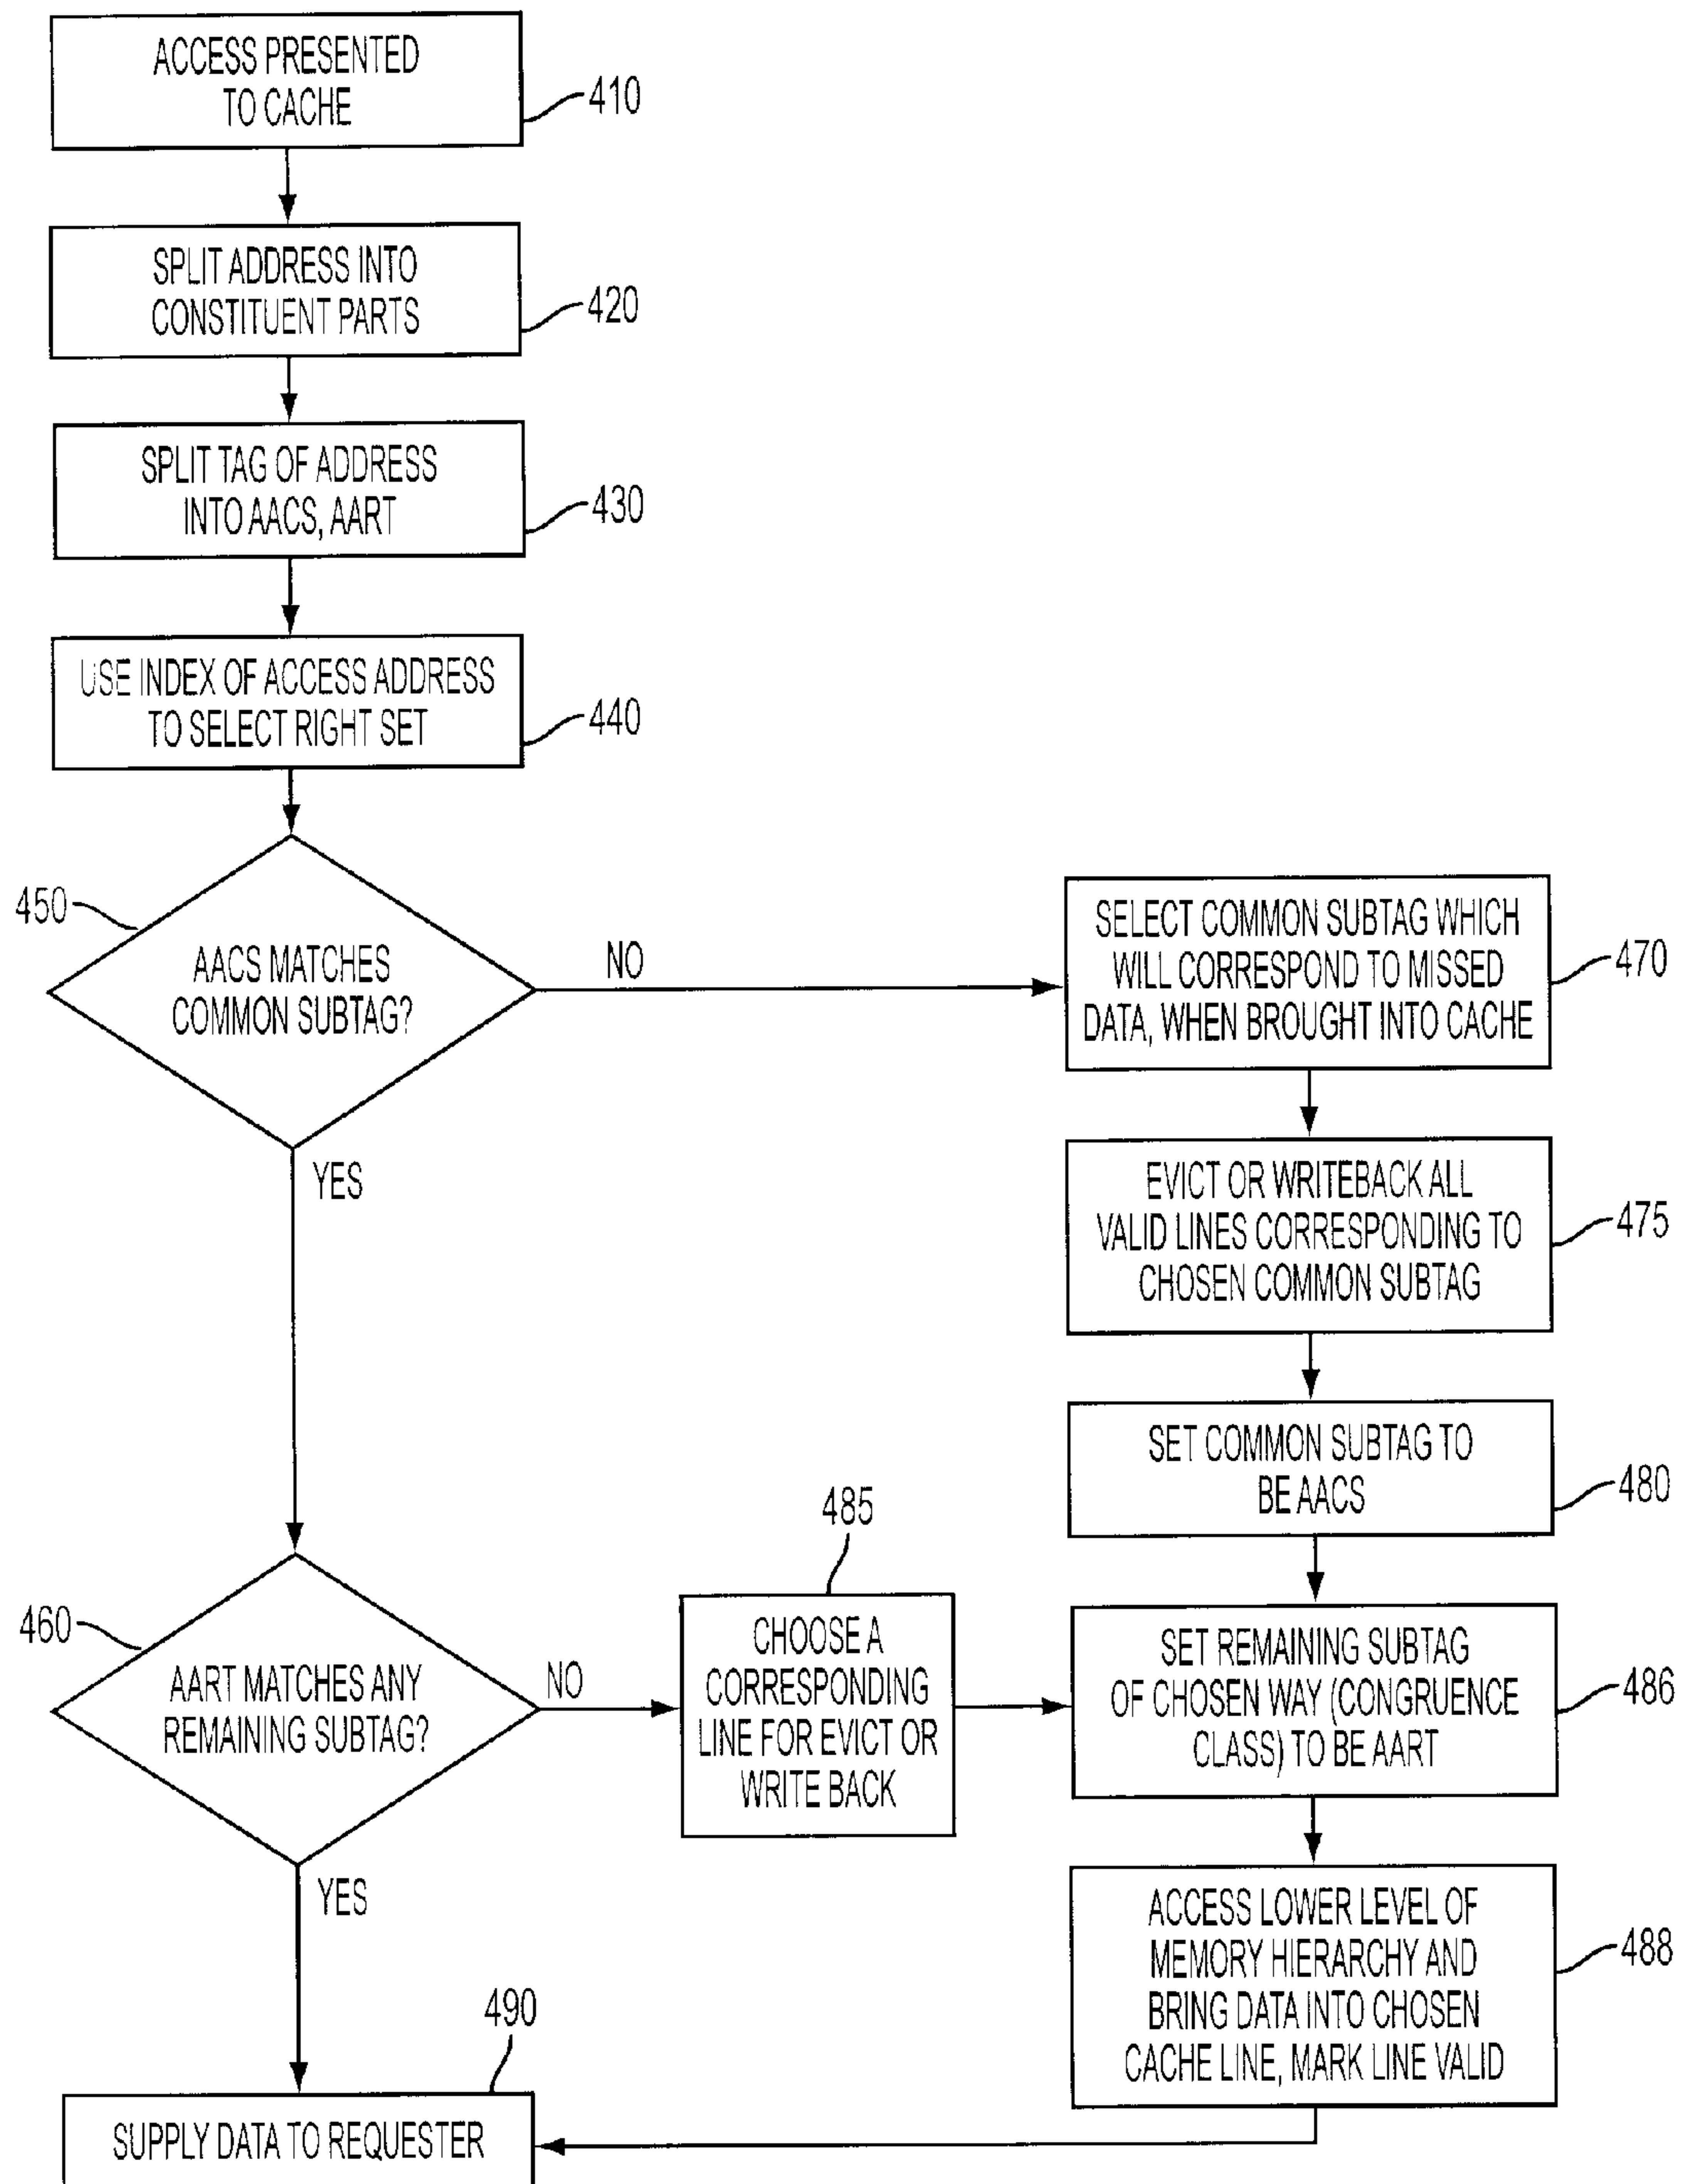 ACCESS PRESENTED
TO CACHE
410
SPLIT ADDRESS INTO
CONSTITUENT PARTS
420
SPLIT TAG OF ADDRESS
INTO AACS, AART
430
USE INDEX OF ACCESS ADDRESS
TO SELECT RIGHT SET
440
450
AACS MATCHES
COMMON SUBTAG?
NO
YES
SELECT COMMON SUBTAG WHICH
WILL CORRESPOND TO MISSED
DATA, WHEN BROUGHT INTO CACHE
470
EVICT OR WRITEBACK ALL
VALID LINES CORRESPONDING TO
CHOSEN COMMON SUBTAG
475
SET COMMON SUBTAG TO
BE AACS
480
460
AART MATCHES ANY
REMAINING SUBTAG?
NO
YES
485
CHOOSE A
CORRESPONDING
LINE FOR EVICT OR
WRITE BACK
SET REMAINING SUBTAG
OF CHOSEN WAY (CONGRUENCE
CLASS) TO BE AART
486
ACCESS LOWER LEVEL OF
MEMORY HIERARCHY AND
BRING DATA INTO CHOSEN
CACHE LINE, MARK LINE VALID
488
490
SUPPLY DATA TO REQUESTER